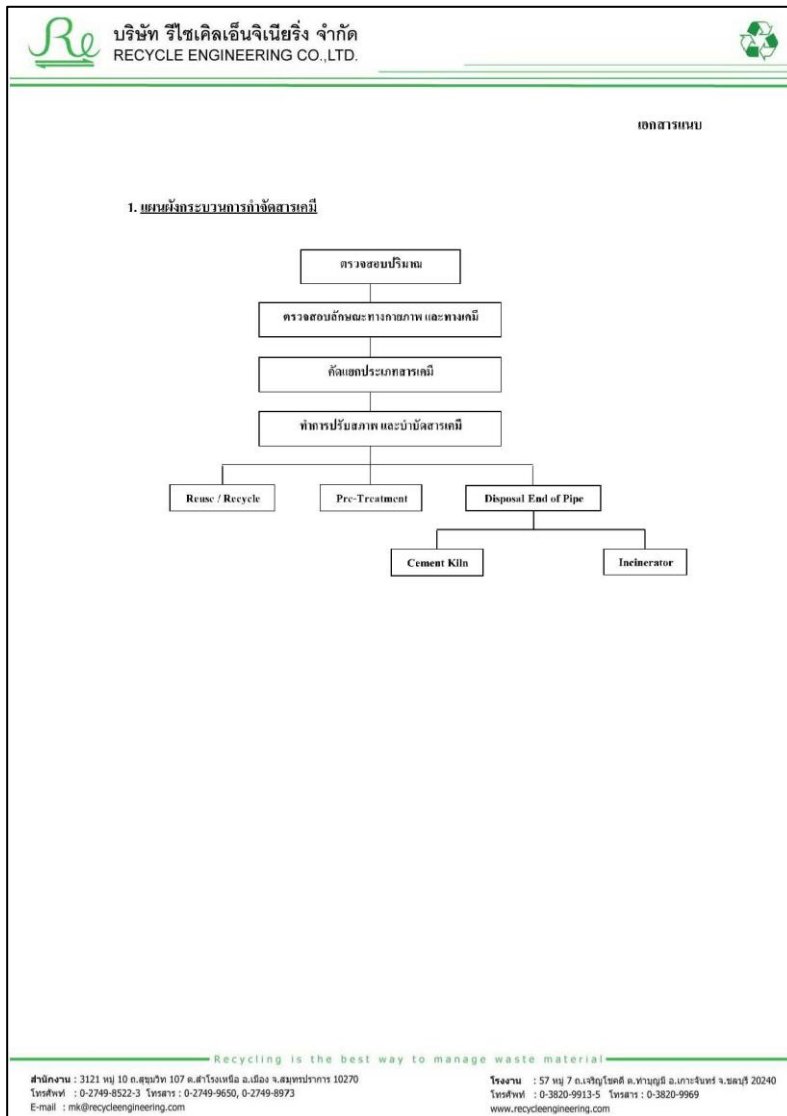 Re
บริษัท รีไซเคิลเอ็นจิเนียริ่ง จำกัด
RECYCLE ENGINEERING CO.,LTD.
เอกสารแนบ
1. แผนผังกระบวนการกำจัดสารเคมี
ตรวจสอบปริมาณ
ตรวจสอบลักษณะทางกายภาพ และทางเคมี
คัดแยกประเภทสารเคมี
ทำการปรับสภาพ และบำบัดสารเคมี
Reuse / Recycle
Pre-Treatment
Disposal End of Pipe
Cement Kiln
Incinerator
Recycling is the best way to manage waste material
สำนักงาน : 3121 หมู่ 10 ถ.สุขุมวิท 107 ต.สำโรงเหนือ อ.เมือง จ.สมุทรปราการ 10270
โทรศัพท์ : 0-2749-8522-3 โทรสาร : 0-2749-9650, 0-2749-8973
E-mail : mk@recycleengineering.com
โรงงาน : 57 หมู่ 7 ถ.เจริญโชคดี ต.ท่าบุญมี อ.เกาะจันทร์ จ.ชลบุรี 20240
โทรศัพท์ : 0-3820-9913-5 โทรสาร : 0-3820-9969
www.recycleengineering.com